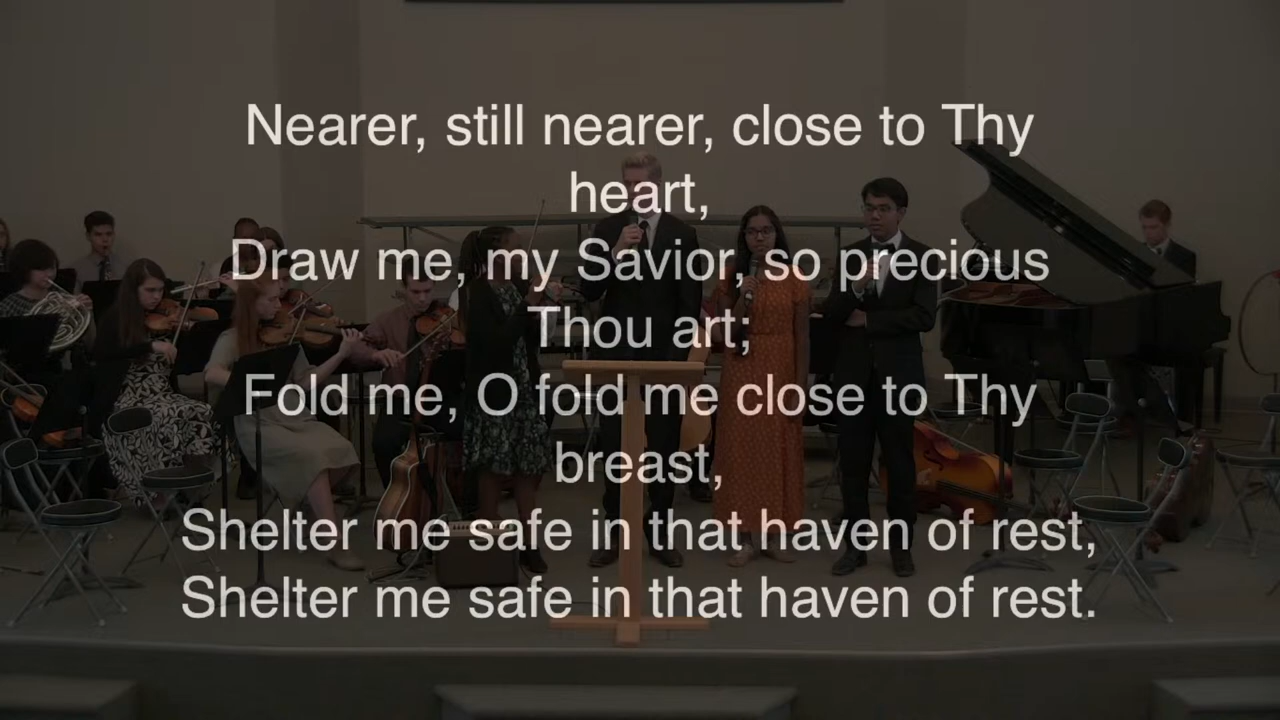 Nearer, still nearer, close to Thy
heart,
Draw me, my Savior, so precious
Thou art;
Fold me, O fold me close to Thy
breast,
Shelter me safe in that haven of rest,
Shelter me safe in that haven of rest.